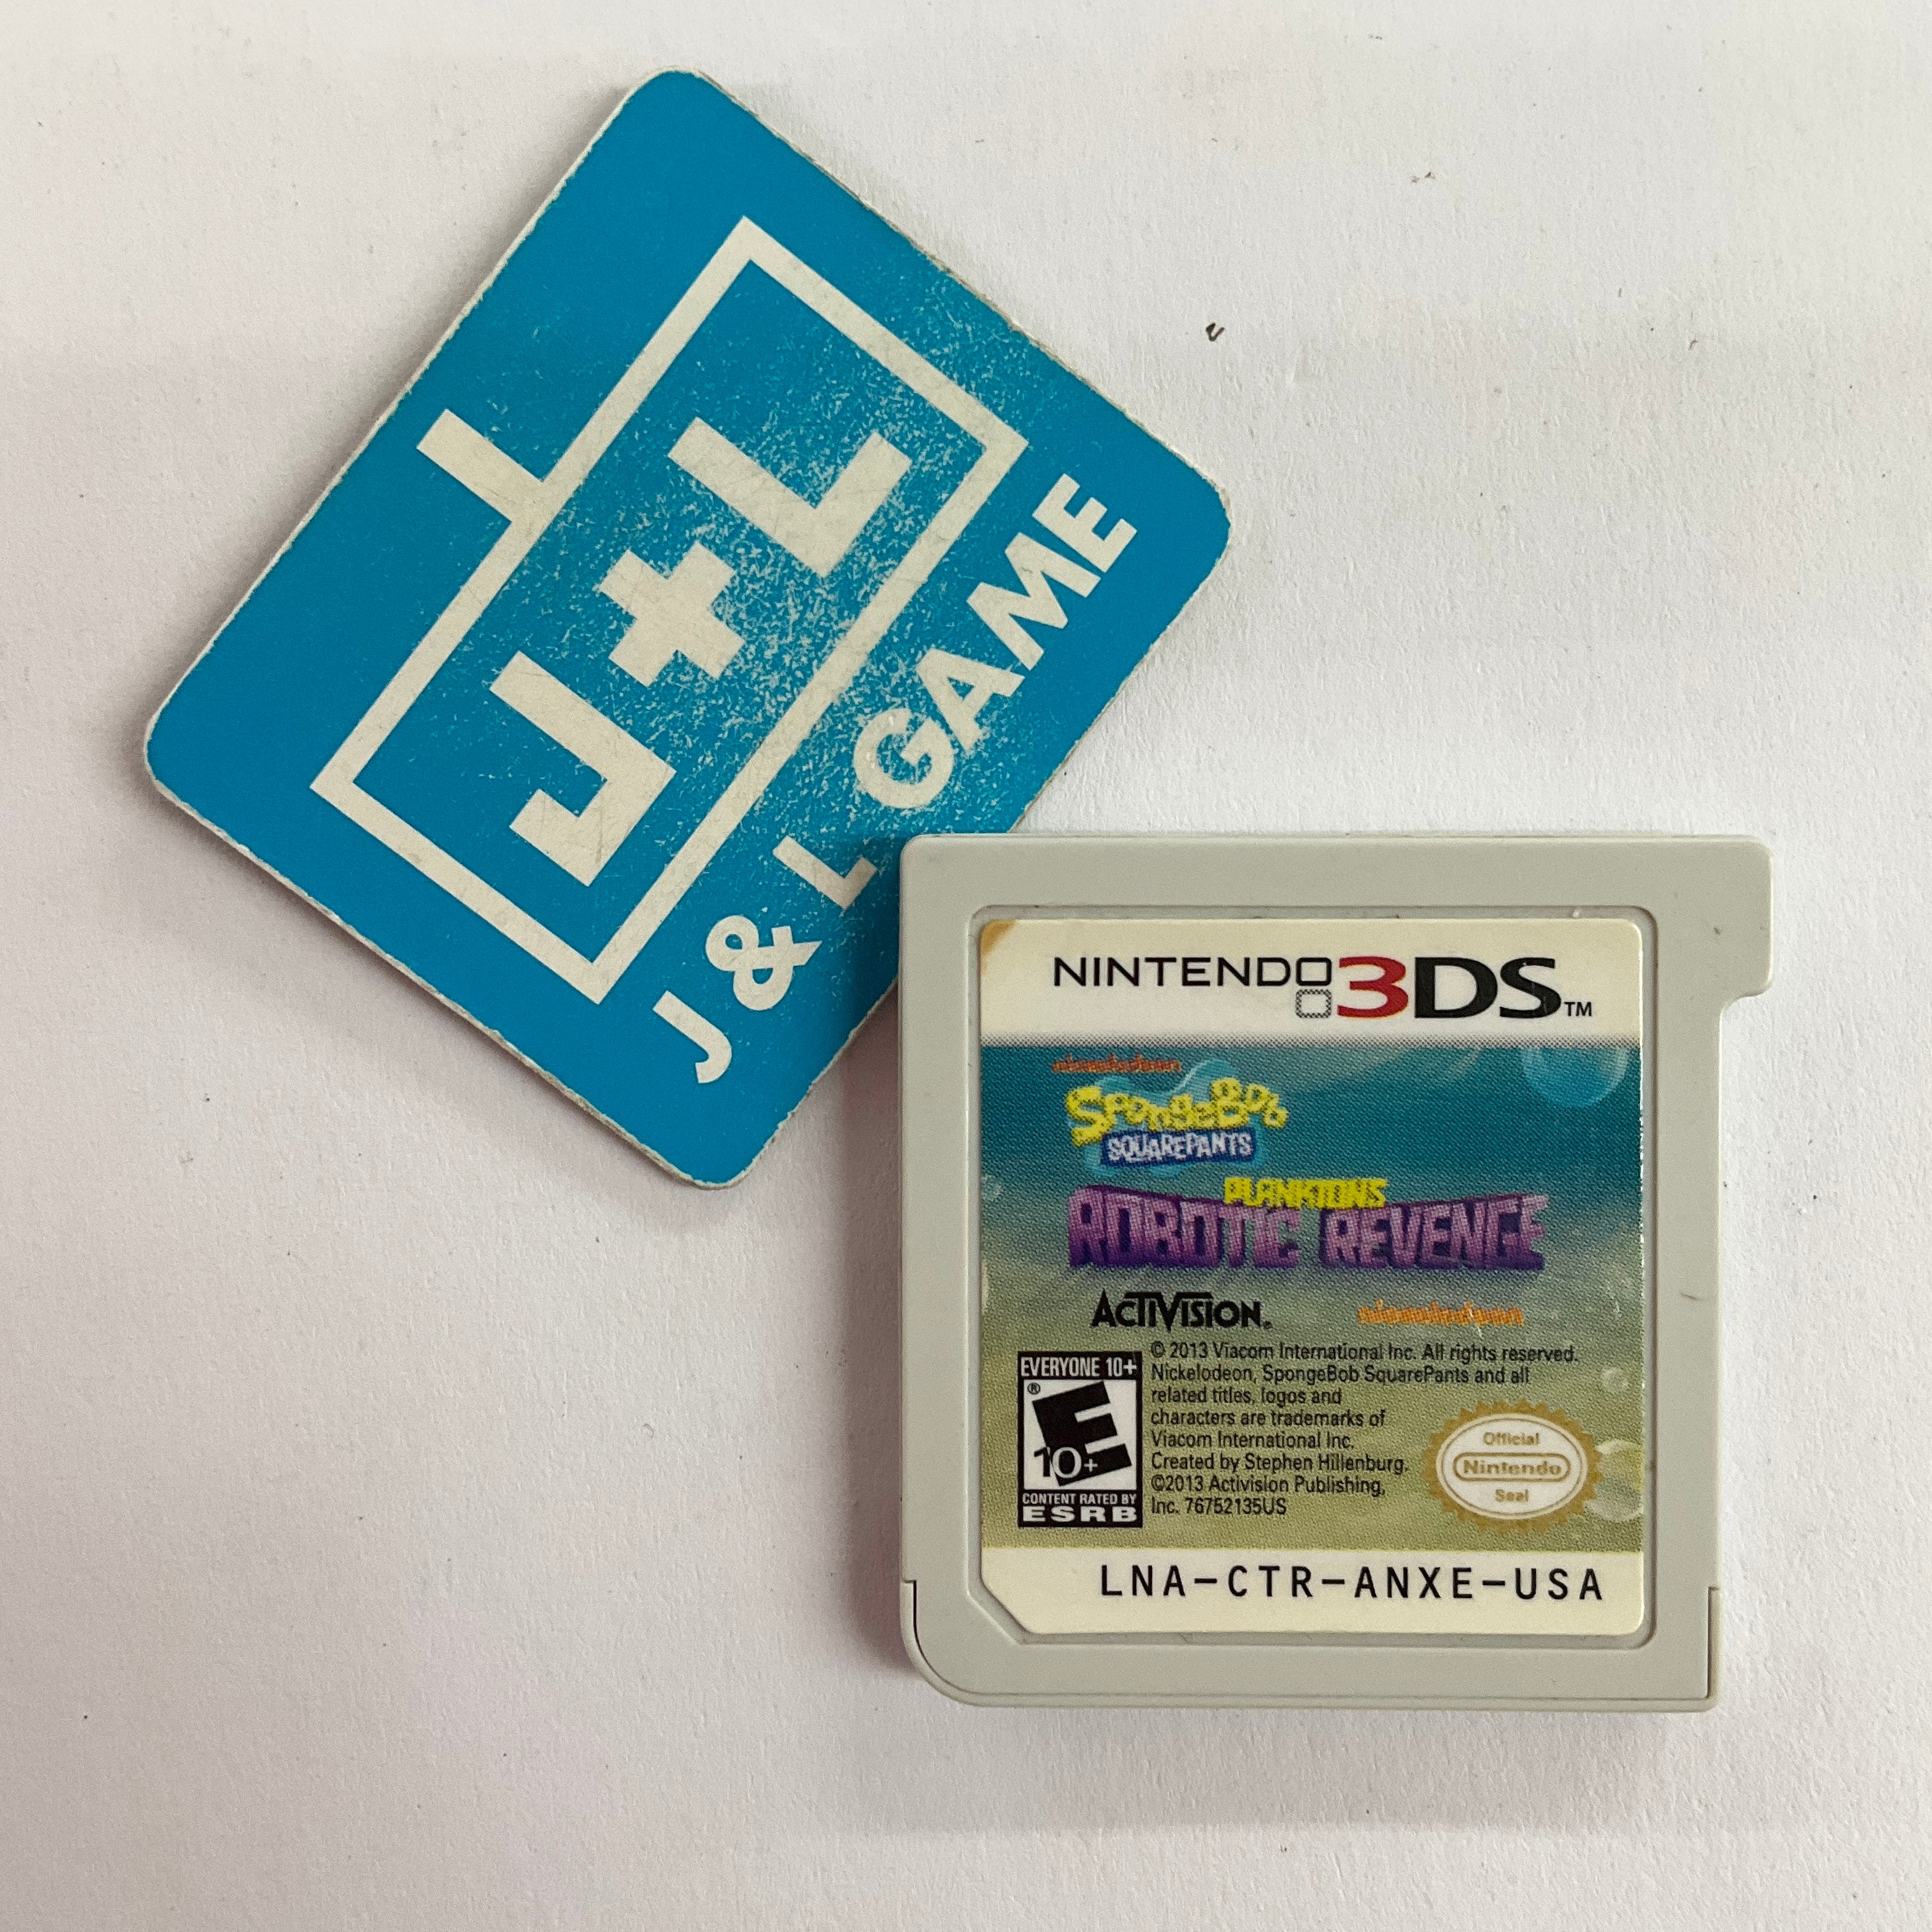 J+L
J & L GAME
NINTENDO 3DS™
nickelodeon
SpongeBob
SQUAREPANTS
PLANKTON'S
ROBOTIC REVENGE
ACTIVISION®
nickelodeon
EVERYONE 10+
®
E
10+
CONTENT RATED BY
ESRB
© 2013 Viacom International Inc. All rights reserved.
Nickelodeon, SpongeBob SquarePants and all
related titles, logos and
characters are trademarks of
Viacom International Inc.
Created by Stephen Hillenburg.
©2013 Activision Publishing,
Inc. 76752135US
Official
Nintendo
Seal
LNA-CTR-ANXE-USA